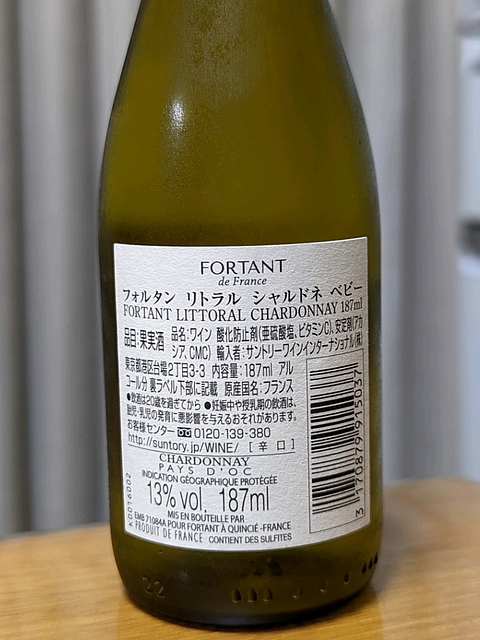 FORTANT
de France
フォルタン リトラル シャルドネ ベビー
FORTANT LITTORAL CHARDONNAY 187ml
品目:果実酒 品名:ワイン 酸化防止剤(亜硫酸塩、ビタミンC)、安定剤(アカ
シア、CMC) 輸入者:サントリーワインインターナショナル(株)
東京都港区台場2丁目3-3 内容量:187ml アル
コール分 裏ラベル下部に記載 原産国名:フランス
●飲酒は20歳を過ぎてから ●妊娠中や授乳期の飲酒は、
胎児・乳児の発育に悪影響を与えるおそれがあります。
お客様センター 0120-139-380
http://suntory.jp/WINE/ [辛口]
CHARDONNAY
PAYS D'OC
INDICATION GÉOGRAPHIQUE PROTÉGÉE
13% vol, 187ml
MIS EN BOUTEILLE PAR
EMB 71084A POUR FORTANT À QUINCIÉ -FRANCE
PRODUIT DE FRANCE CONTIENT DES SULFITES
3 170879 915037
22